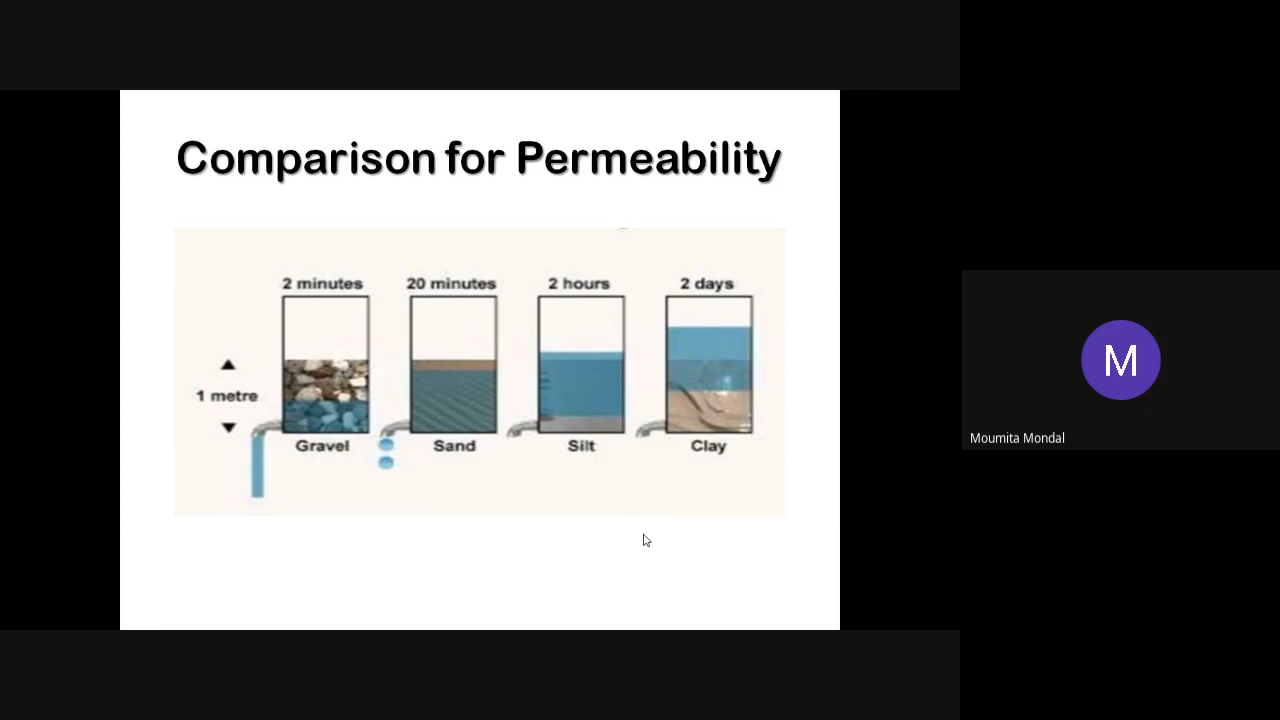 Comparison for Permeability
2 minutes 20 minutes 2 hours 2 days
1 metre
Gravel Sand Silt Clay
M
Moumita Mondal